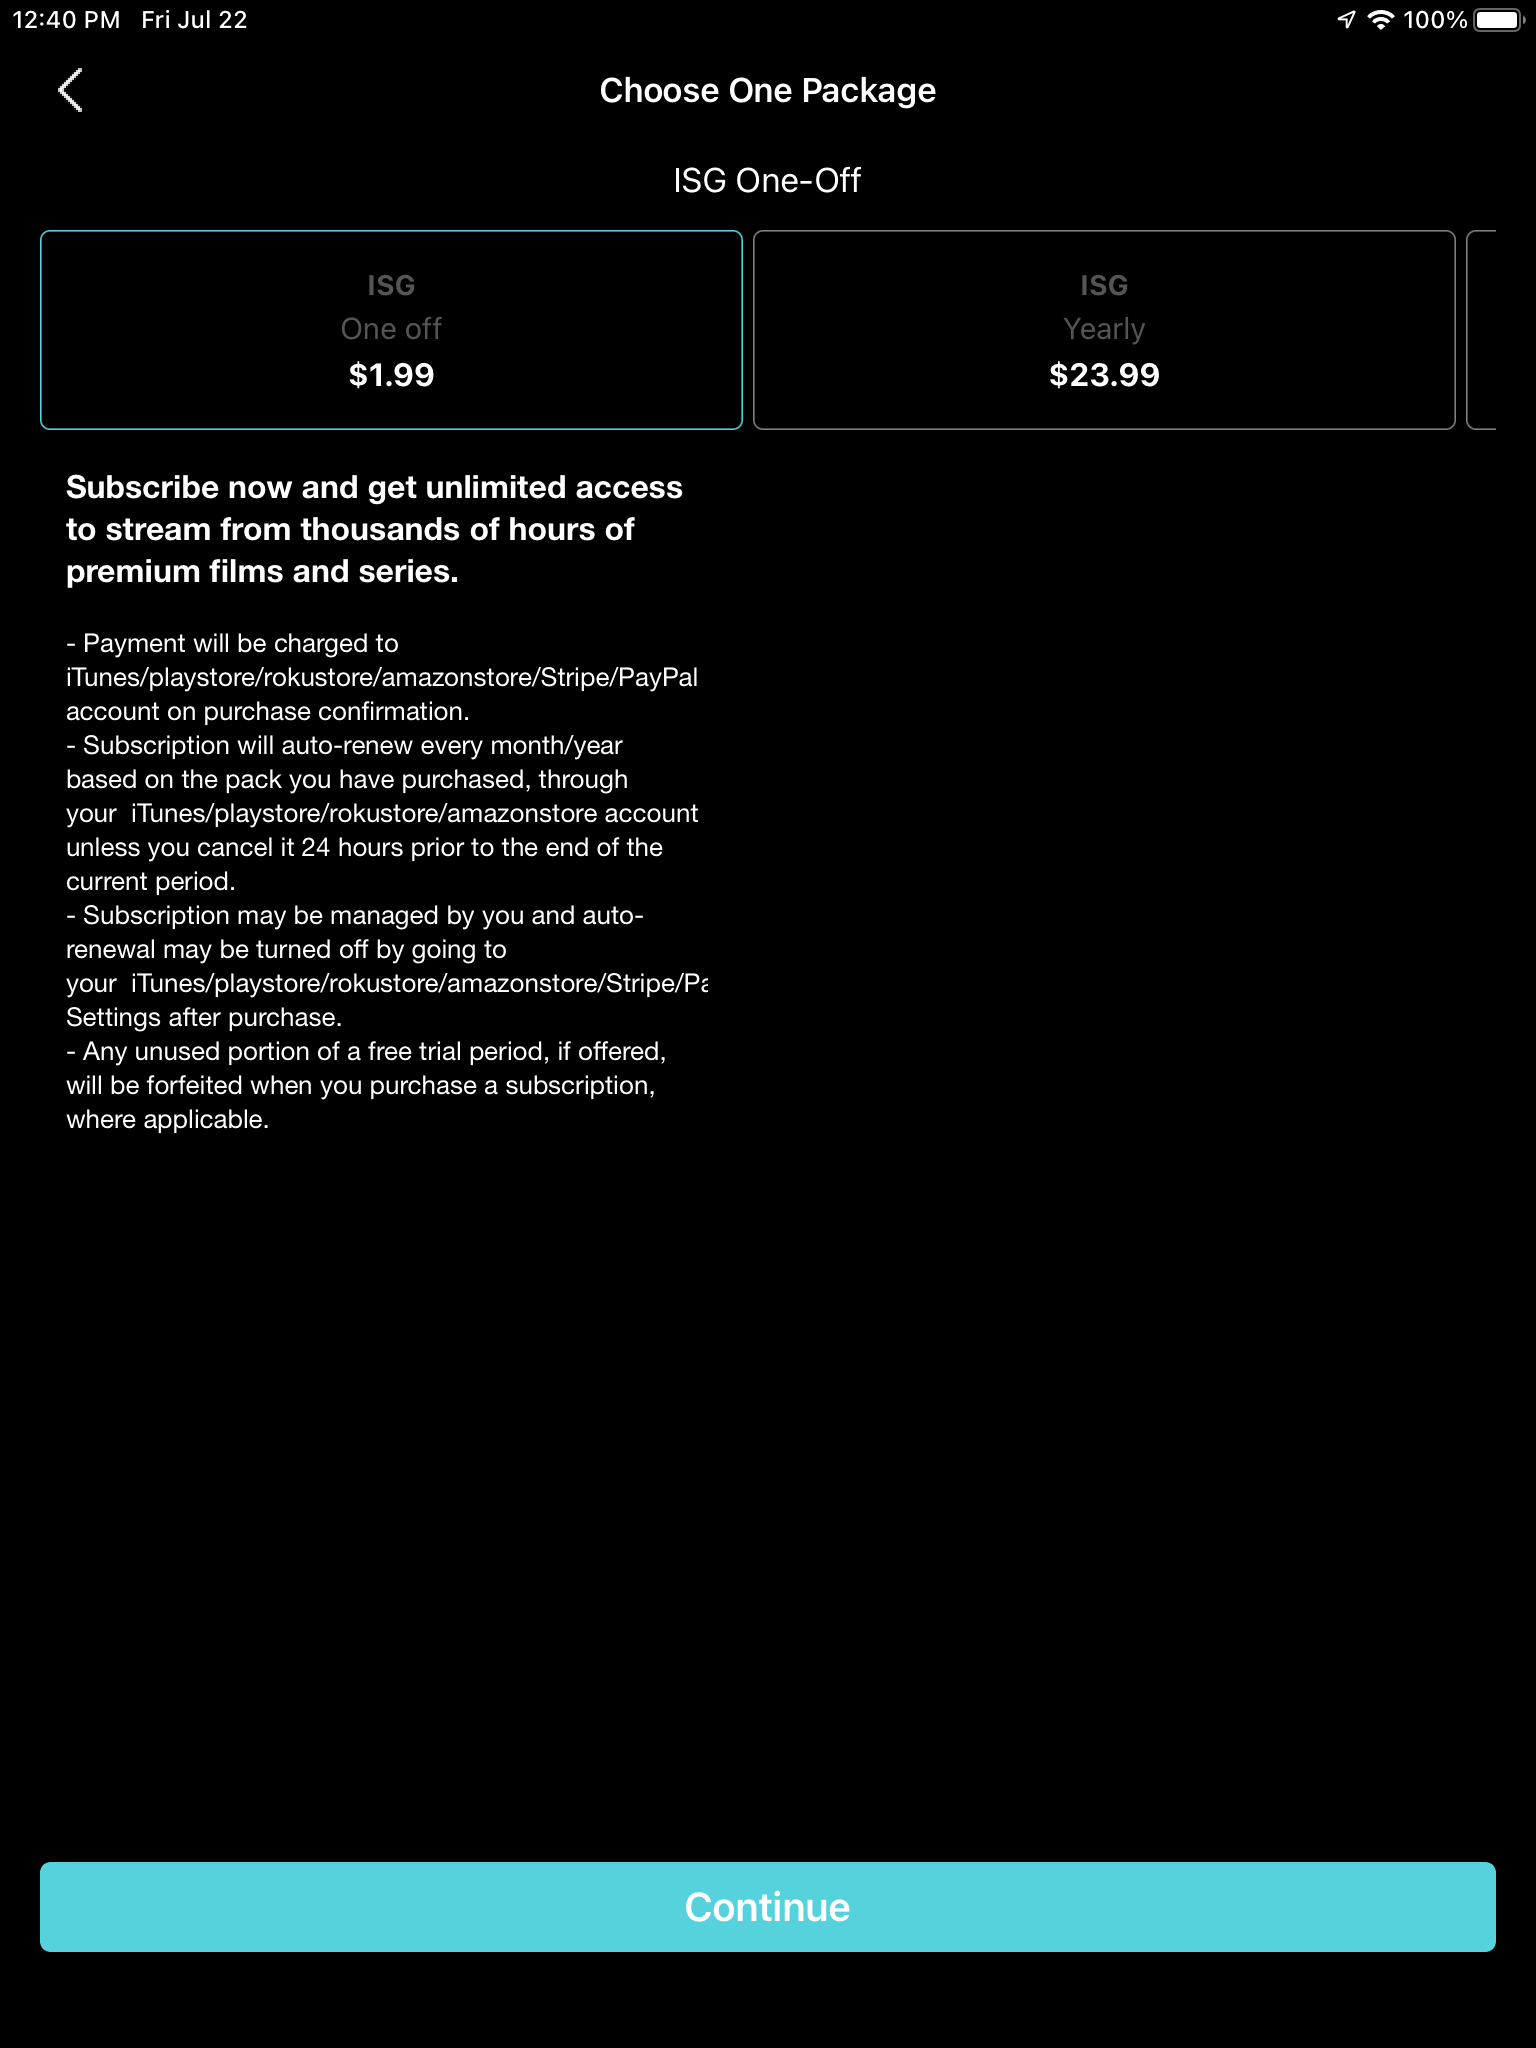 12:40 PM Fri Jul 22
100%
Choose One Package
ISG One-Off
ISG
One off
$1.99
ISG
Yearly
$23.99
Subscribe now and get unlimited access
to stream from thousands of hours of
premium films and series.
- Payment will be charged to
iTunes/playstore/rokustore/amazonstore/Stripe/PayPal
account on purchase confirmation.
- Subscription will auto-renew every month/year
based on the pack you have purchased, through
your  iTunes/playstore/rokustore/amazonstore account
unless you cancel it 24 hours prior to the end of the
current period.
- Subscription may be managed by you and auto-
renewal may be turned off by going to
your  iTunes/playstore/rokustore/amazonstore/Stripe/Pa
Settings after purchase.
- Any unused portion of a free trial period, if offered,
will be forfeited when you purchase a subscription,
where applicable.
Continue